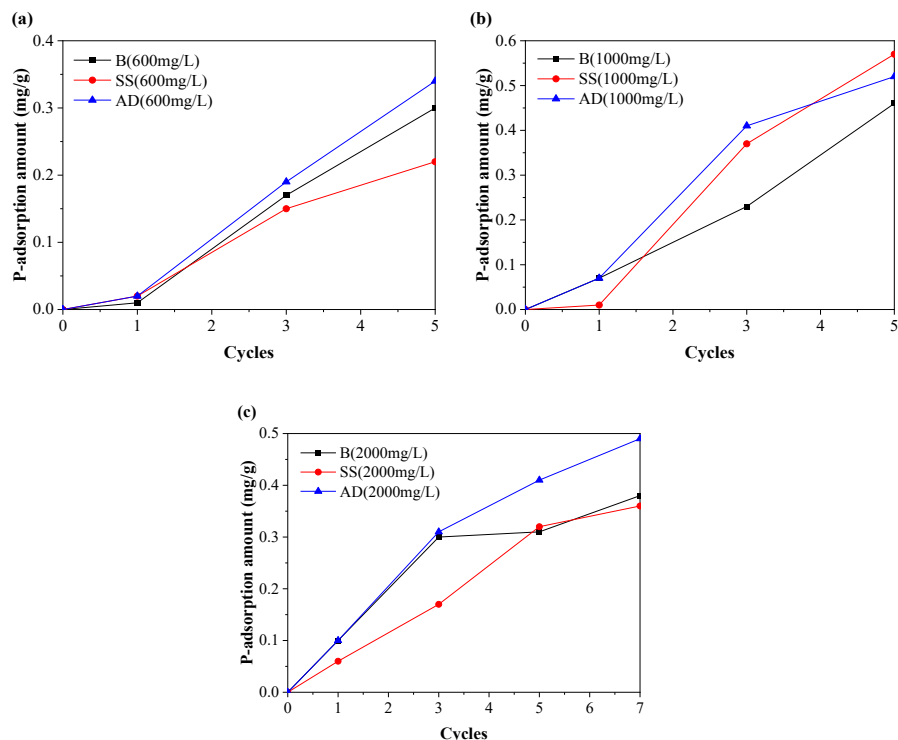 (a)
0.4
0.3
0.2
0.1
0.0
P-adsorption amount (mg/g)
B(600mg/L)
SS(600mg/L)
AD(600mg/L)
0 1 2 3 4 5
Cycles
(b)
0.6
0.5
0.4
0.3
0.2
0.1
0.0
P-adsorption amount (mg/g)
B(1000mg/L)
SS(1000mg/L)
AD(1000mg/L)
0 1 2 3 4 5
Cycles
(c)
0.5
0.4
0.3
0.2
0.1
0.0
P-adsorption amount (mg/g)
B(2000mg/L)
SS(2000mg/L)
AD(2000mg/L)
0 1 2 3 4 5 6 7
Cycles